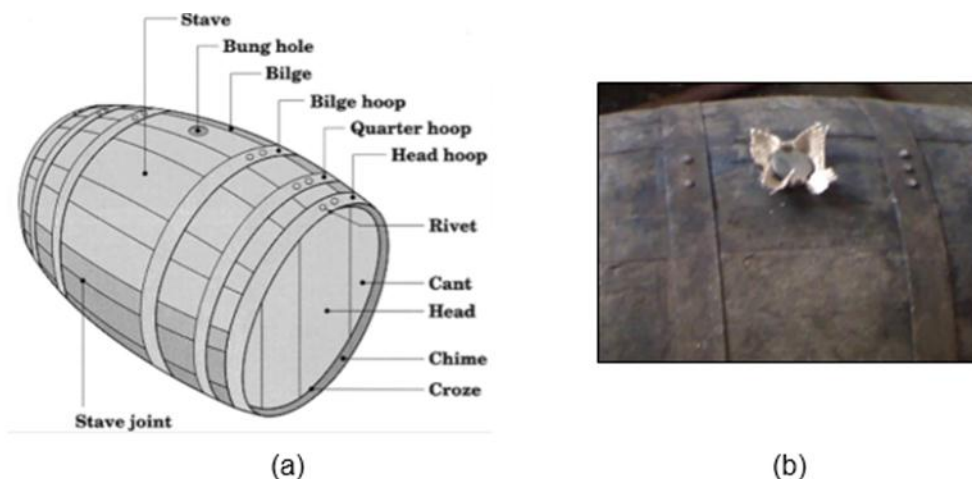 Stave
Bung hole
Bilge
Bilge hoop
Quarter hoop
Head hoop
Rivet
Cant
Head
Chime
Croze
Stave joint
(a)
(b)